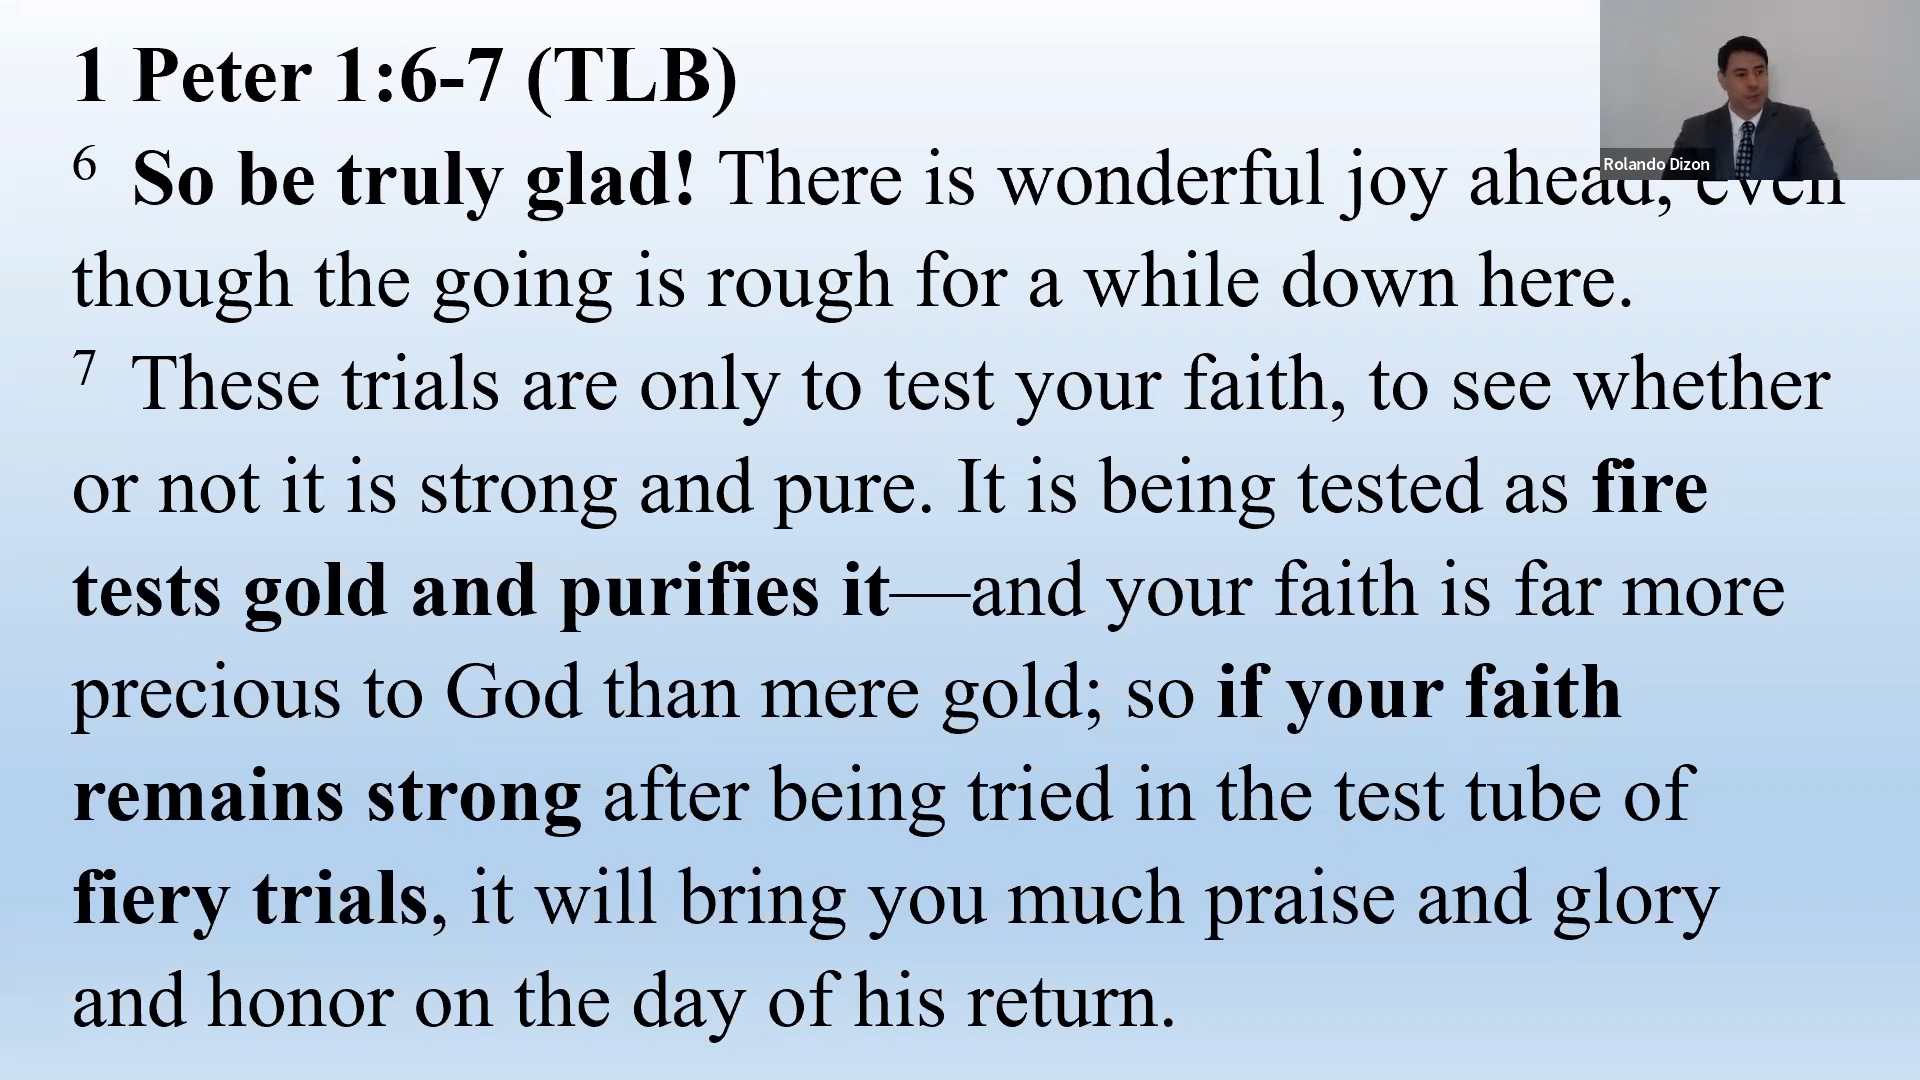 1 Peter 1:6-7 (TLB)
6 So be truly glad! There is wonderful joy ahead, even
though the going is rough for a while down here.
7 These trials are only to test your faith, to see whether
or not it is strong and pure. It is being tested as fire
tests gold and purifies it—and your faith is far more
precious to God than mere gold; so if your faith
remains strong after being tried in the test tube of
fiery trials, it will bring you much praise and glory
and honor on the day of his return.
Rolando Dizon